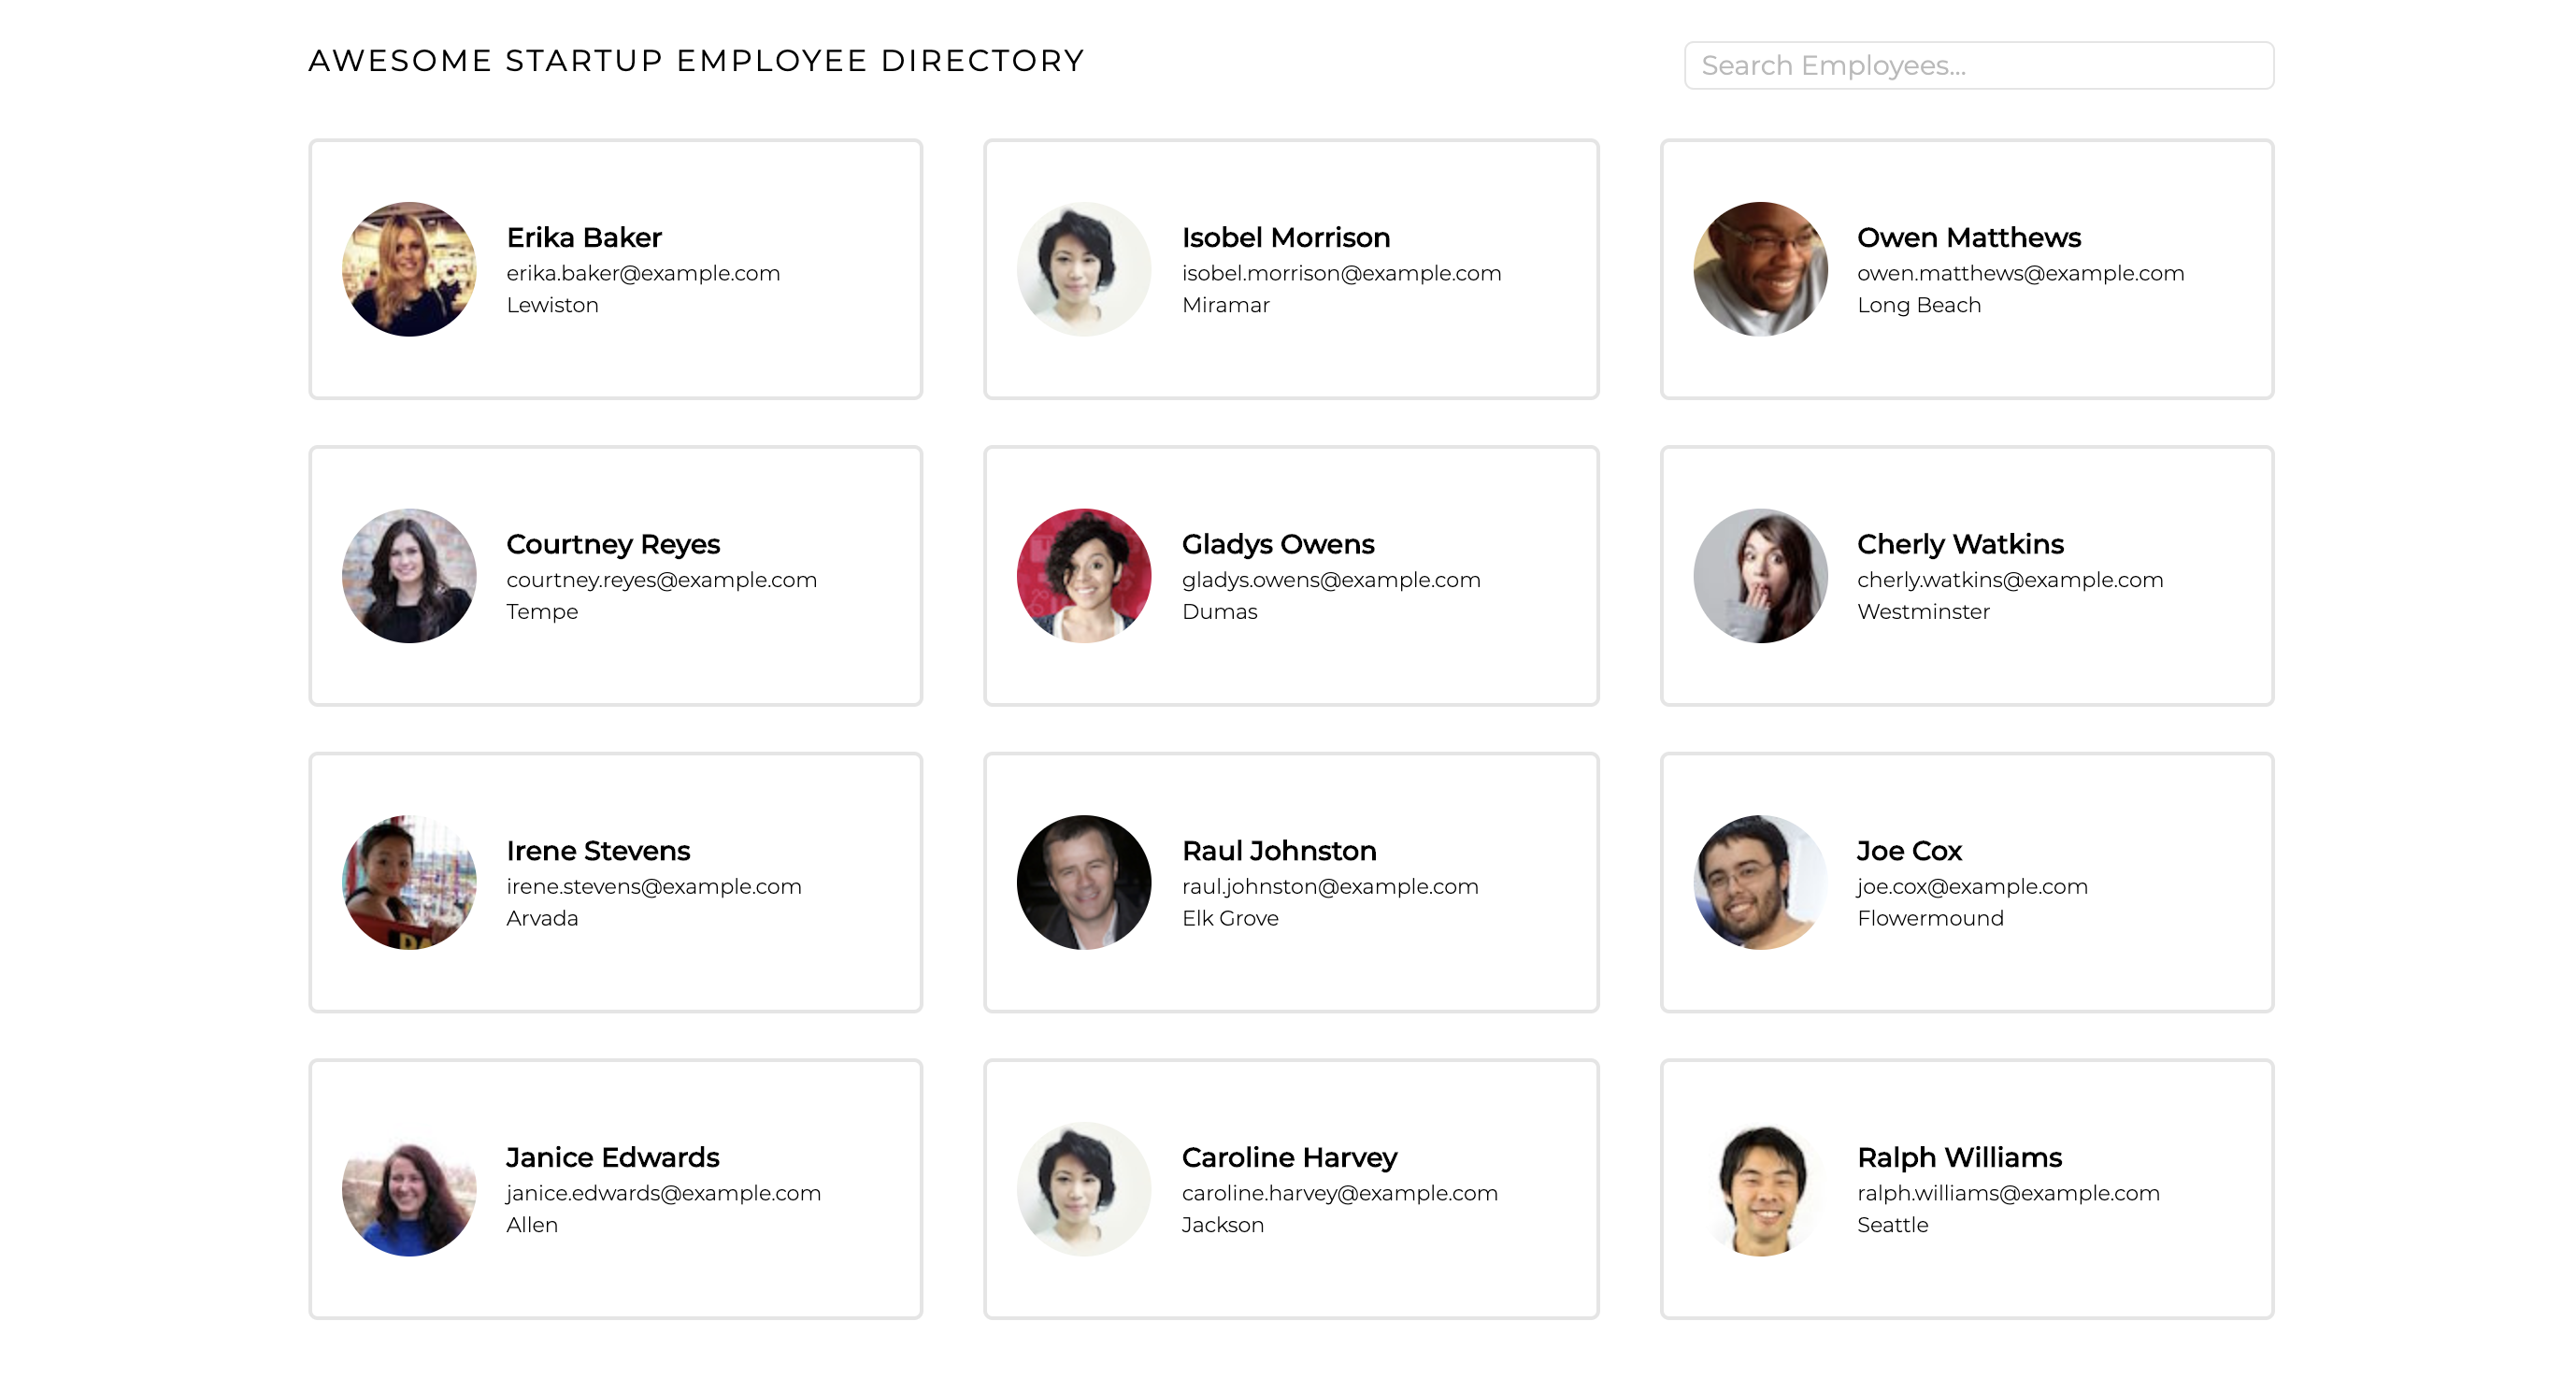 AWESOME STARTUP EMPLOYEE DIRECTORY
Search Employees...
Erika Baker
erika.baker@example.com
Lewiston
Isobel Morrison
isobel.morrison@example.com
Miramar
Owen Matthews
owen.matthews@example.com
Long Beach
Courtney Reyes
courtney.reyes@example.com
Tempe
Gladys Owens
gladys.owens@example.com
Dumas
Cherly Watkins
cherly.watkins@example.com
Westminster
Irene Stevens
irene.stevens@example.com
Arvada
Raul Johnston
raul.johnston@example.com
Elk Grove
Joe Cox
joe.cox@example.com
Flowermound
Janice Edwards
janice.edwards@example.com
Allen
Caroline Harvey
caroline.harvey@example.com
Jackson
Ralph Williams
ralph.williams@example.com
Seattle